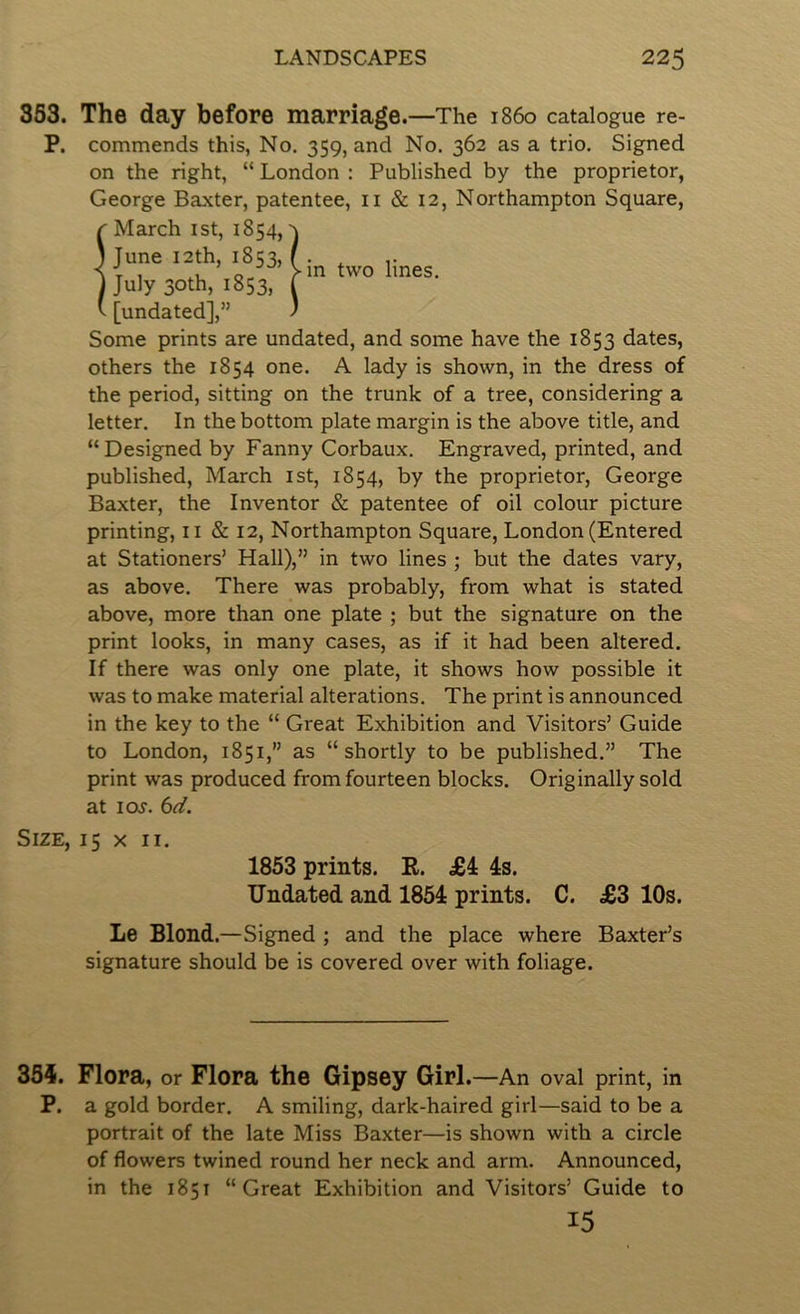 LANDSCAPES 225
353. The day before marriage.—The 1860 catalogue re-
P. commends this, No. 359, and No. 362 as a trio. Signed
on the right, “ London : Published by the proprietor,
George Baxter, patentee, 11 & 12, Northampton Square,
March 1st, 1854,
June 12th, 1853,
July 30th, 1853,
[undated],”
in two lines.
Some prints are undated, and some have the 1853 dates,
others the 1854 one. A lady is shown, in the dress of
the period, sitting on the trunk of a tree, considering a
letter. In the bottom plate margin is the above title, and
“ Designed by Fanny Corbaux. Engraved, printed, and
published, March 1st, 1854, by the proprietor, George
Baxter, the Inventor & patentee of oil colour picture
printing, 11 & 12, Northampton Square, London (Entered
at Stationers’ Hall),” in two lines ; but the dates vary,
as above. There was probably, from what is stated
above, more than one plate ; but the signature on the
print looks, in many cases, as if it had been altered.
If there was only one plate, it shows how possible it
was to make material alterations. The print is announced
in the key to the “ Great Exhibition and Visitors’ Guide
to London, 1851,” as “ shortly to be published.” The
print was produced from fourteen blocks. Originally sold
at 10s. 6d.
SIZE, 15 x 11.
1853 prints. R. £4 4s.
Undated and 1854 prints. C. £3 10s.
Le Blond.—Signed ; and the place where Baxter’s
signature should be is covered over with foliage.
354. Flora, or Flora the Gipsey Girl.—An oval print, in
P. a gold border. A smiling, dark-haired girl—said to be a
portrait of the late Miss Baxter—is shown with a circle
of flowers twined round her neck and arm. Announced,
in the 1851 “ Great Exhibition and Visitors’ Guide to
15